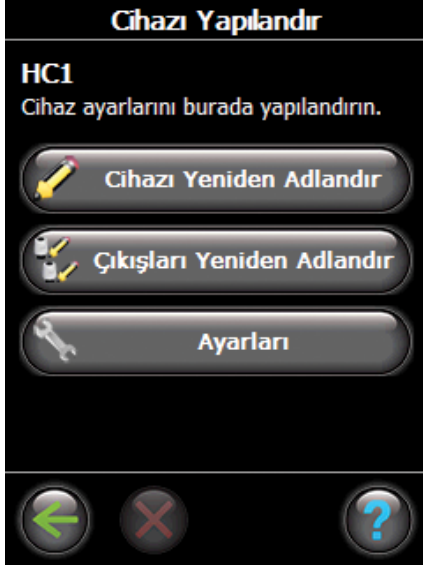 Cihazı Yapılandır
HC1
Cihaz ayarlarını burada yapılandırın.
Cihazı Yeniden Adlandır
Çıkışları Yeniden Adlandır
Ayarları
?